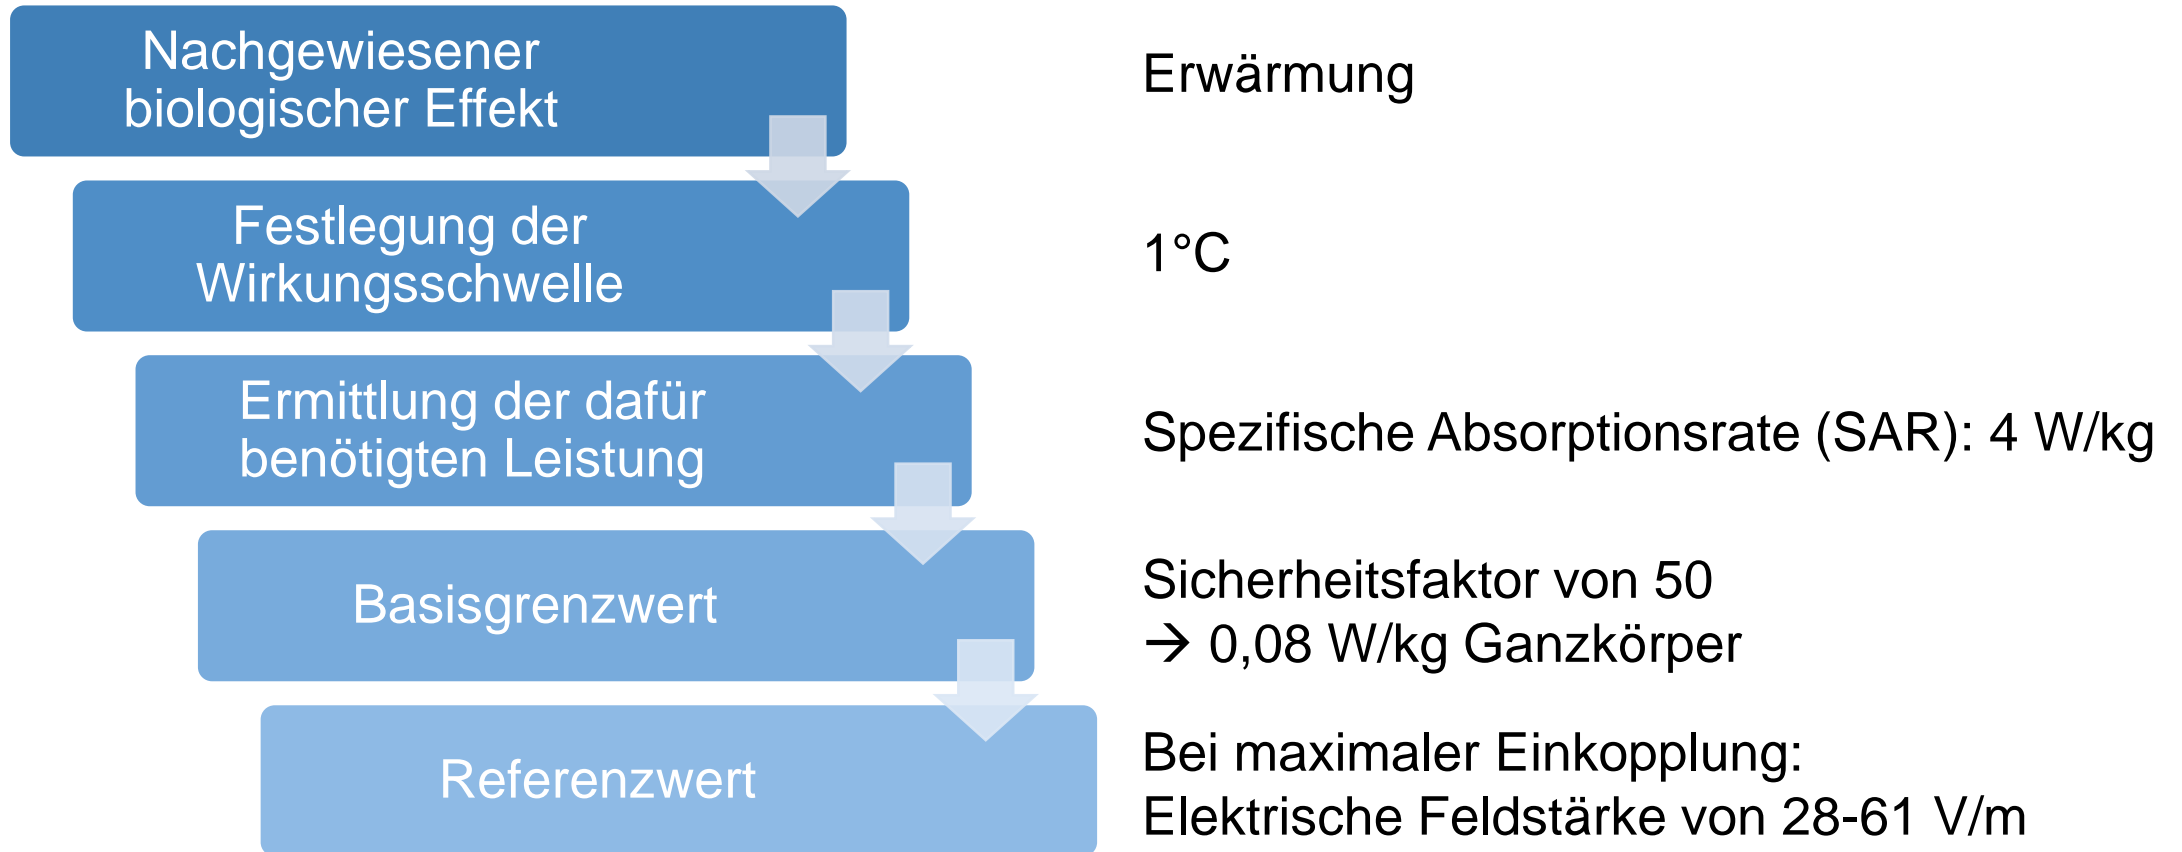 Nachgewiesener
biologischer Effekt
Erwärmung
Festlegung der
Wirkungsschwelle
1°C
Ermittlung der dafür
benötigten Leistung
Spezifische Absorptionsrate (SAR): 4 W/kg
Basisgrenzwert
Sicherheitsfaktor von 50
→ 0,08 W/kg Ganzkörper
Referenzwert
Bei maximaler Einkopplung:
Elektrische Feldstärke von 28-61 V/m